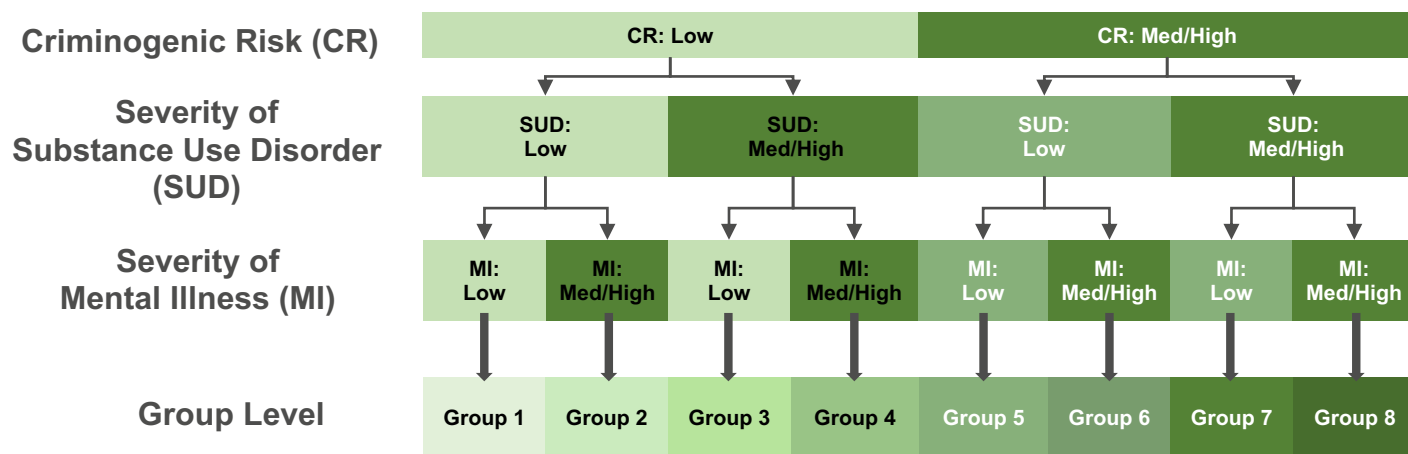 Criminogenic Risk (CR)
CR: Low
CR: Med/High
Severity of
Substance Use Disorder
(SUD)
SUD:
Low
SUD:
Med/High
SUD:
Low
SUD:
Med/High
Severity of
Mental Illness (MI)
MI:
Low
MI:
Med/High
MI:
Low
MI:
Med/High
MI:
Low
MI:
Med/High
MI:
Low
MI:
Med/High
Group Level
Group 1
Group 2
Group 3
Group 4
Group 5
Group 6
Group 7
Group 8